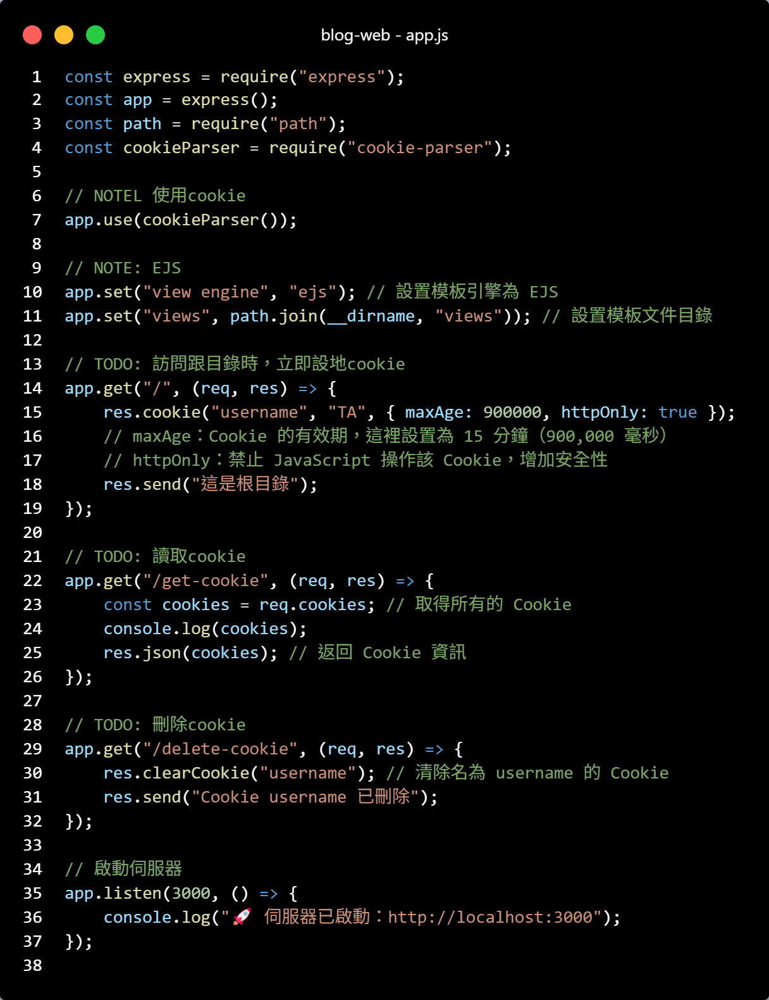 blog-web - app.js
1 const express = require("express");
2 const app = express();
3 const path = require("path");
4 const cookieParser = require("cookie-parser");
5
6 // NOTEL 使用cookie
7 app.use(cookieParser());
8
9 // NOTE: EJS
10 app.set("view engine", "ejs"); // 設置模板引擎為 EJS
11 app.set("views", path.join(__dirname, "views")); // 設置模板文件目錄
12
13 // TODO: 訪問跟目錄時，立即設地cookie
14 app.get("/", (req, res) => {
15     res.cookie("username", "TA", { maxAge: 900000, httpOnly: true });
16     // maxAge：Cookie 的有效期，這裡設置為 15 分鐘（900,000 毫秒）
17     // httpOnly：禁止 JavaScript 操作該 Cookie，增加安全性
18     res.send("這是根目錄");
19 });
20
21 // TODO: 讀取cookie
22 app.get("/get-cookie", (req, res) => {
23     const cookies = req.cookies; // 取得所有的 Cookie
24     console.log(cookies);
25     res.json(cookies); // 返回 Cookie 資訊
26 });
27
28 // TODO: 刪除cookie
29 app.get("/delete-cookie", (req, res) => {
30     res.clearCookie("username"); // 清除名為 username 的 Cookie
31     res.send("Cookie username 已刪除");
32 });
33
34 // 啟動伺服器
35 app.listen(3000, () => {
36     console.log("🚀 伺服器已啟動：http://localhost:3000");
37 });
38